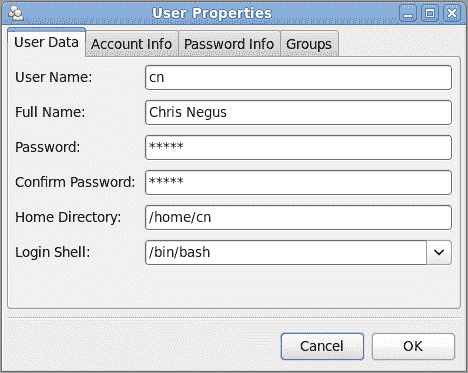 User Properties
User Data Account Info Password Info Groups
User Name: cn
Full Name: Chris Negus
Password: *****
Confirm Password: *****
Home Directory: /home/cn
Login Shell: /bin/bash
Cancel OK